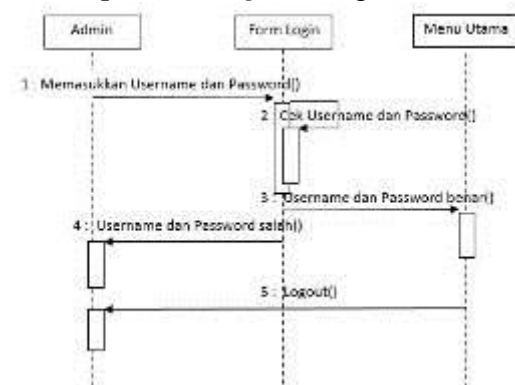 Admin
Form Login
Menu Utama
1 : Memasukkan Username dan Password()
2 : Cek Username dan Password()
3 : Username dan Password benar()
4 : Username dan Password salah()
5 : Logout()